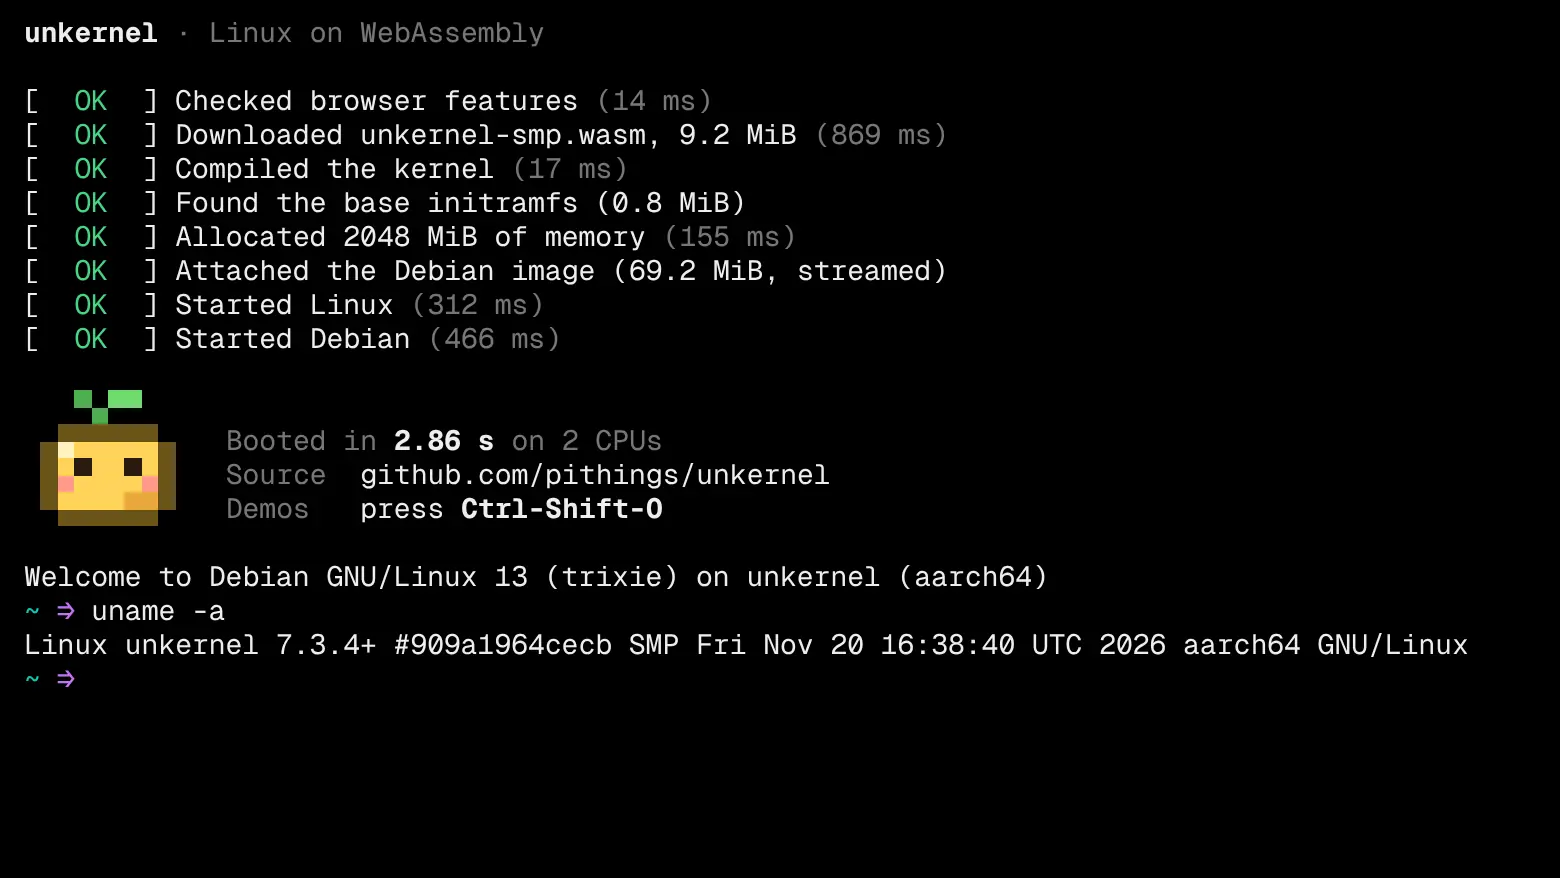 unkernel · Linux on WebAssembly
[  OK  ] Checked browser features (14 ms)
[  OK  ] Downloaded unkernel-smp.wasm, 9.2 MiB (869 ms)
[  OK  ] Compiled the kernel (17 ms)
[  OK  ] Found the base initramfs (0.8 MiB)
[  OK  ] Allocated 2048 MiB of memory (155 ms)
[  OK  ] Attached the Debian image (69.2 MiB, streamed)
[  OK  ] Started Linux (312 ms)
[  OK  ] Started Debian (466 ms)
Booted in 2.86 s on 2 CPUs
Source  github.com/pithings/unkernel
Demos   press Ctrl-Shift-O
Welcome to Debian GNU/Linux 13 (trixie) on unkernel (aarch64)
~ ⇒ uname -a
Linux unkernel 7.3.4+ #909a1964cecb SMP Fri Nov 20 16:38:40 UTC 2026 aarch64 GNU/Linux
~ ⇒